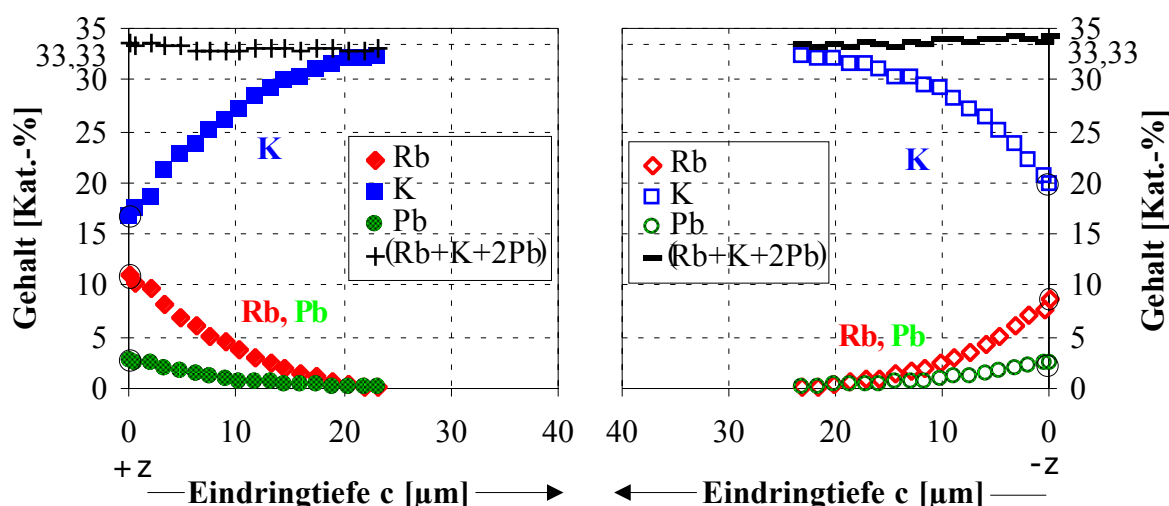 35
33,33
30
25
20
15
10
5
0
Gehalt [Kat.-%]
K
Rb
K
Pb
(Rb+K+2Pb)
Rb, Pb
0 10 20 30 40
+z
Eindringtiefe c [µm]
35
33,33
30
25
20
15
10
5
0
Gehalt [Kat.-%]
K
Rb
K
Pb
(Rb+K+2Pb)
Rb, Pb
40 30 20 10 0
-z
Eindringtiefe c [µm]